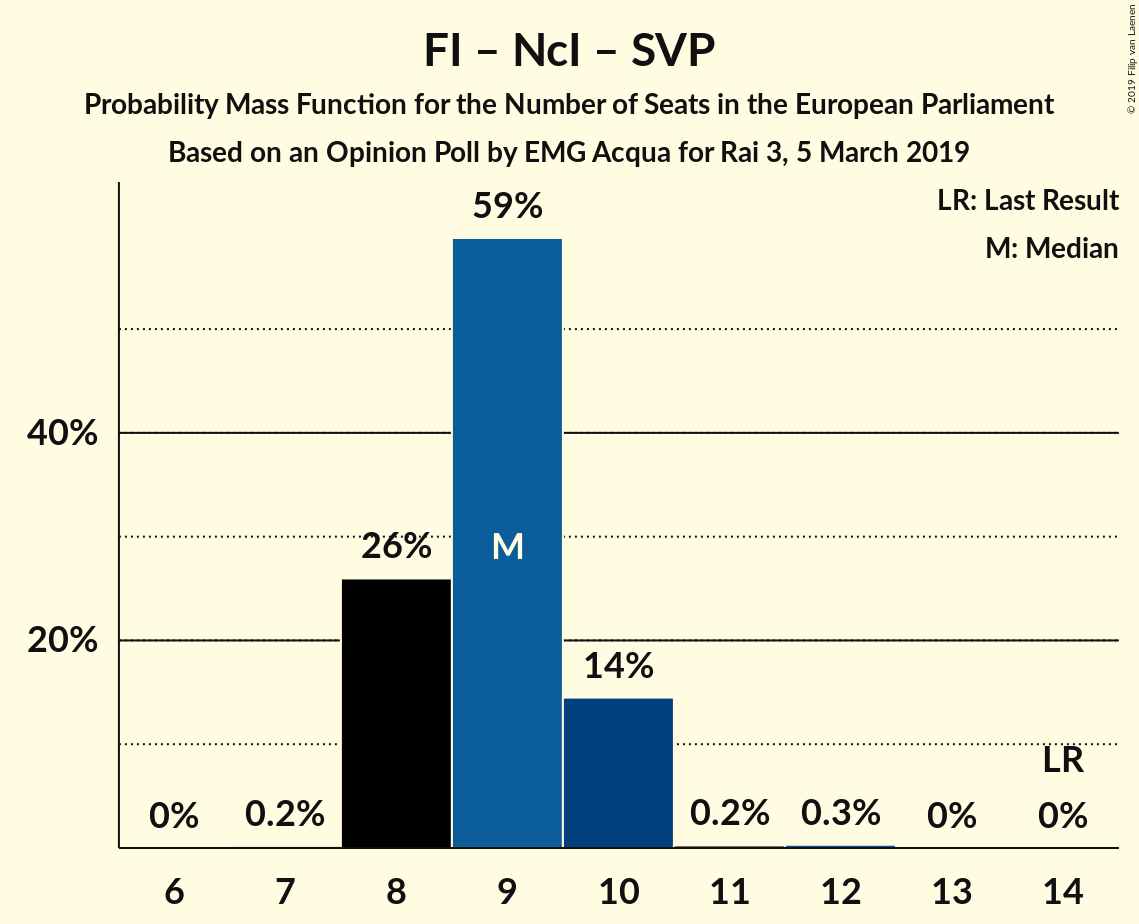 FI – NcI – SVP
Probability Mass Function for the Number of Seats in the European Parliament
Based on an Opinion Poll by EMG Acqua for Rai 3, 5 March 2019
© 2019 Filip van Laenen
LR: Last Result
M: Median
59%
40%
26%
M
20%
14%
LR
0%
0.2%
0.2%
0.3%
0%
0%
6 7 8 9 10 11 12 13 14